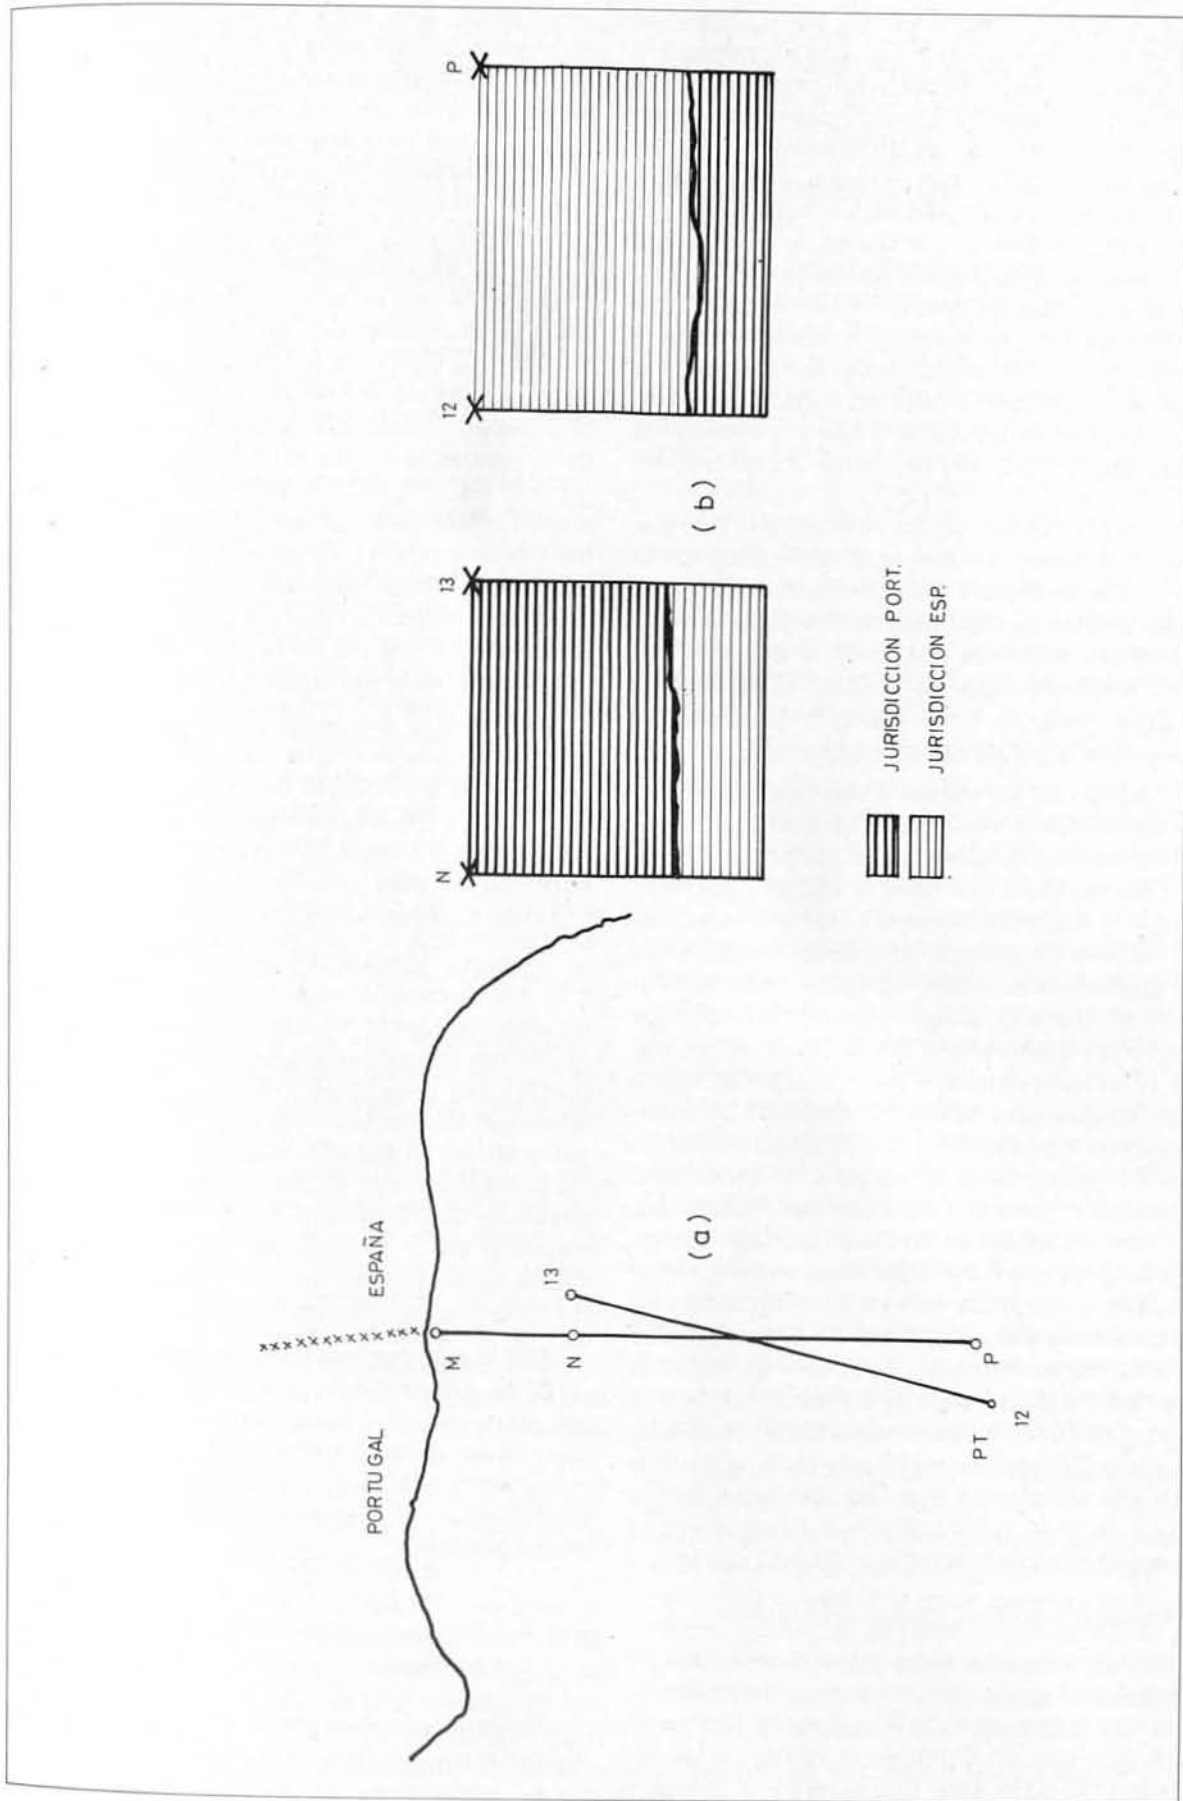 PORTUGAL
ESPAÑA
M
N
13
P
PT. 12
(a)
N
13
12
P
(b)
JURISDICCION PORT.
JURISDICCION ESP.